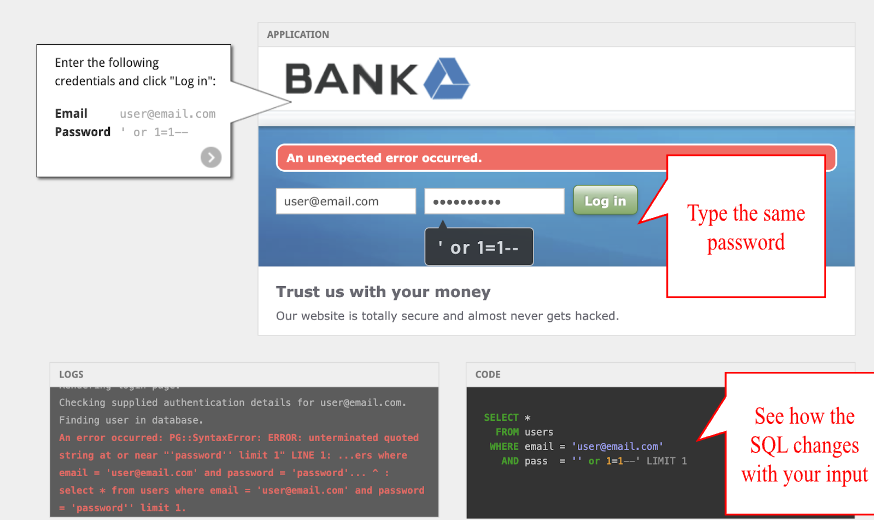 APPLICATION
Enter the following
credentials and click "Log in":
Email user@email.com
Password ' or 1=1--
BANK
An unexpected error occurred.
user@email.com •••••••••• Log in
' or 1=1--
Type the same
password
Trust us with your money
Our website is totally secure and almost never gets hacked.
LOGS
Rendering login page.
Checking supplied authentication details for user@email.com.
Finding user in database.
An error occurred: PG::SyntaxError: ERROR: unterminated quoted
string at or near "'password'' limit 1" LINE 1: ...ers where
email = 'user@email.com' and password = 'password'... ^ :
select * from users where email = 'user@email.com' and password
= 'password'' limit 1.
CODE
SELECT *
FROM users
WHERE email = 'user@email.com'
AND pass = '' or 1=1--' LIMIT 1
See how the
SQL changes
with your input